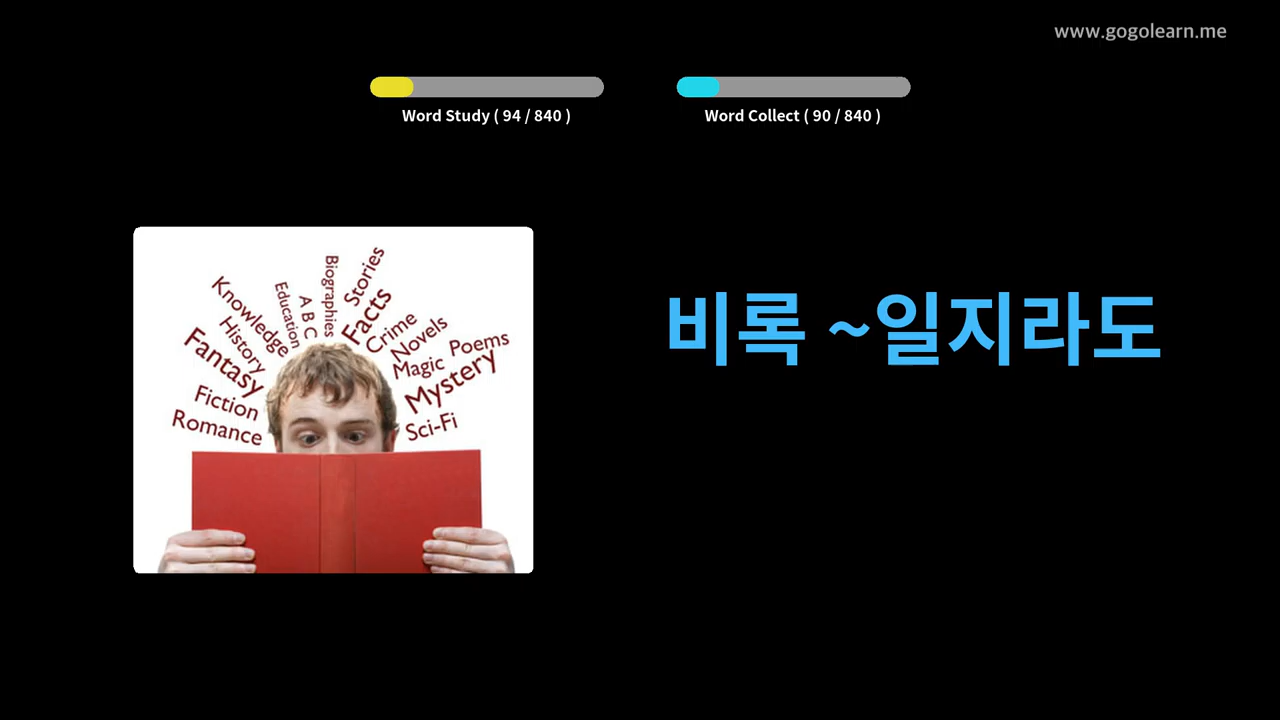 www.gogolearn.me
Word Study ( 94 / 840 )
Word Collect ( 90 / 840 )
비록 ~일지라도
Knowledge
History
Fantasy
Fiction
Romance
Education
A B C
Biographies
Stories
Facts
Crime
Novels
Magic
Poems
Mystery
Sci-Fi